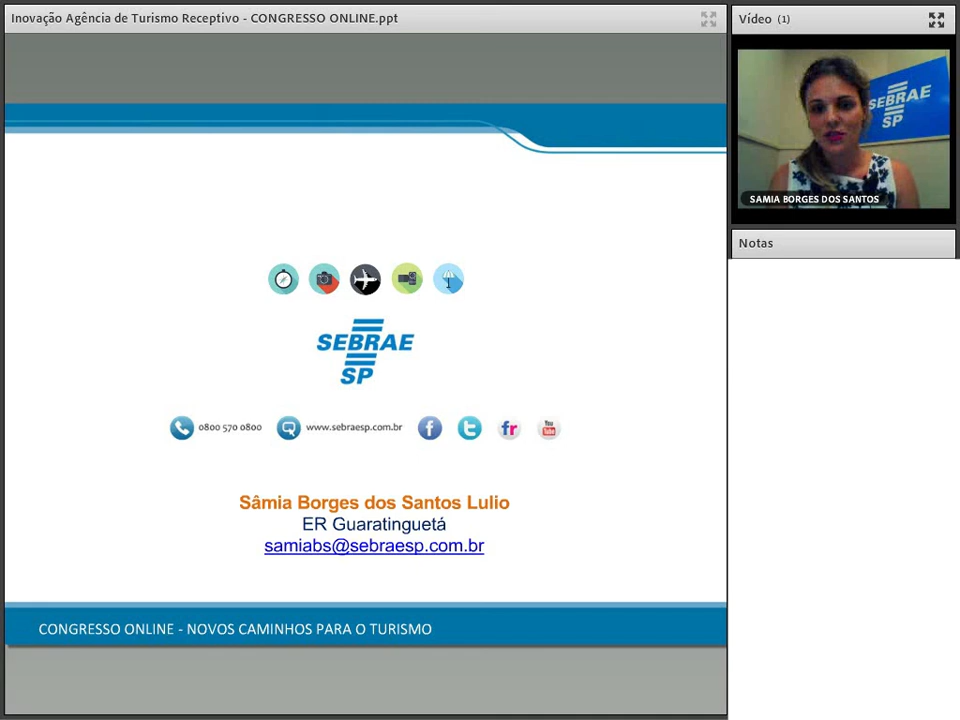 Inovação Agência de Turismo Receptivo - CONGRESSO ONLINE.ppt
Vídeo (1)
SEBRAE
SP
SAMIA BORGES DOS SANTOS
Notas
SEBRAE
SP
0800 570 0800 www.sebraesp.com.br f t fr You Tube
Sâmia Borges dos Santos Lulio
ER Guaratinguetá
samiabs@sebraesp.com.br
CONGRESSO ONLINE - NOVOS CAMINHOS PARA O TURISMO